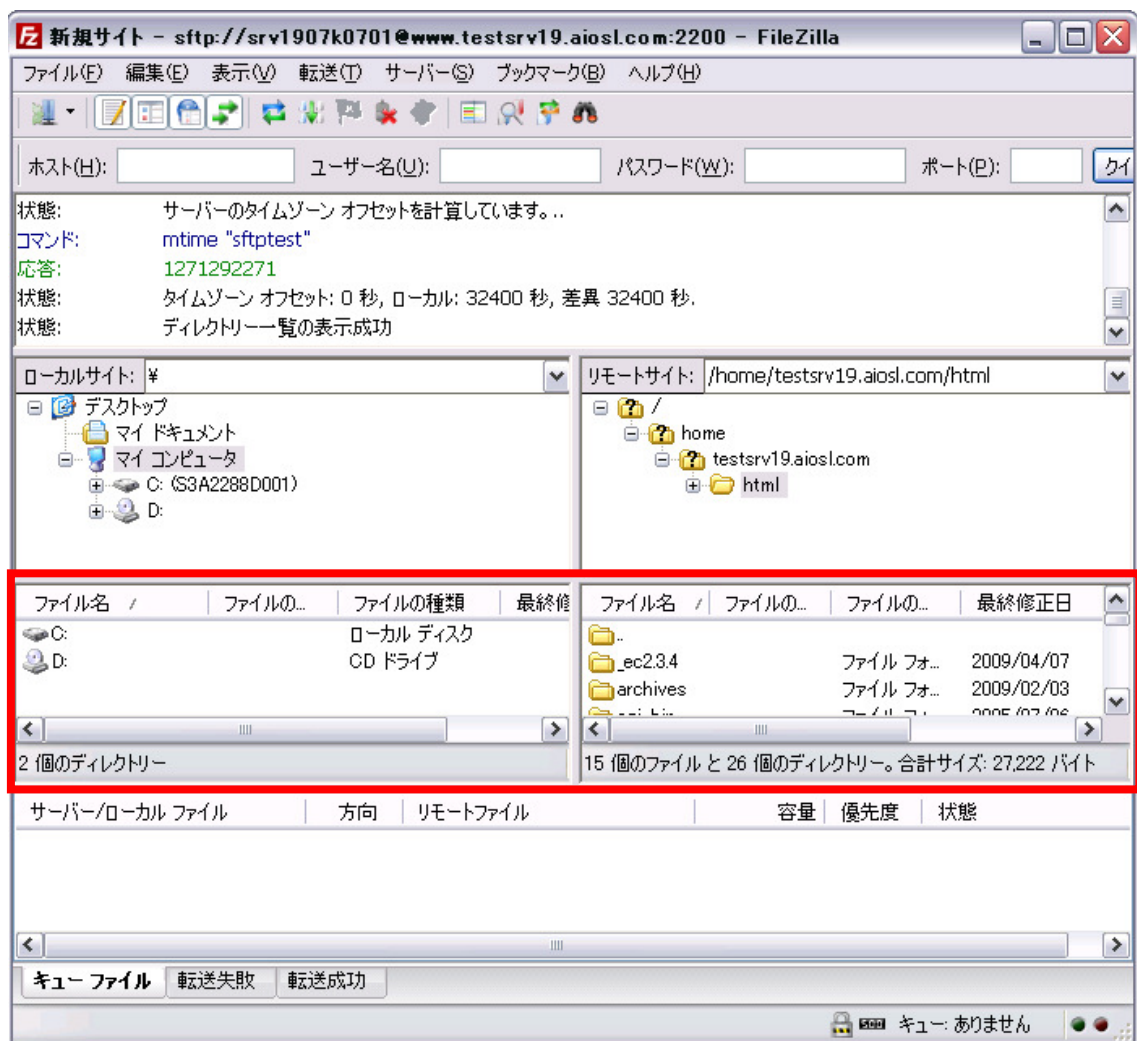 新規サイト - sftp://srv1907k0701@www.testsrv19.aiosl.com:2200 - FileZilla
ファイル(F) 編集(E) 表示(V) 転送(T) サーバー(S) ブックマーク(B) ヘルプ(H)
ホスト(H): ユーザー名(U): パスワード(W): ポート(P): クイ
状態: サーバーのタイムゾーン オフセットを計算しています。..
コマンド: mtime "sftptest"
応答: 1271292271
状態: タイムゾーン オフセット: 0 秒, ローカル: 32400 秒, 差異 32400 秒.
状態: ディレクトリー一覧の表示成功
ローカルサイト: ¥
デスクトップ
マイ ドキュメント
マイ コンピュータ
C: (S3A2288D001)
D:
リモートサイト: /home/testsrv19.aiosl.com/html
/
home
testsrv19.aiosl.com
html
ファイル名 / ファイルの... ファイルの種類 最終修
C: ローカル ディスク
D: CD ドライブ
2 個のディレクトリー
ファイル名 / ファイルの... ファイルの... 最終修正日
..
_ec2.3.4 ファイル フォ... 2009/04/07
archives ファイル フォ... 2009/02/03
15 個のファイル と 26 個のディレクトリー。合計サイズ: 27,222 バイト
サーバー/ローカル ファイル 方向 リモートファイル 容量 優先度 状態
キュー ファイル 転送失敗 転送成功
キュー: ありません